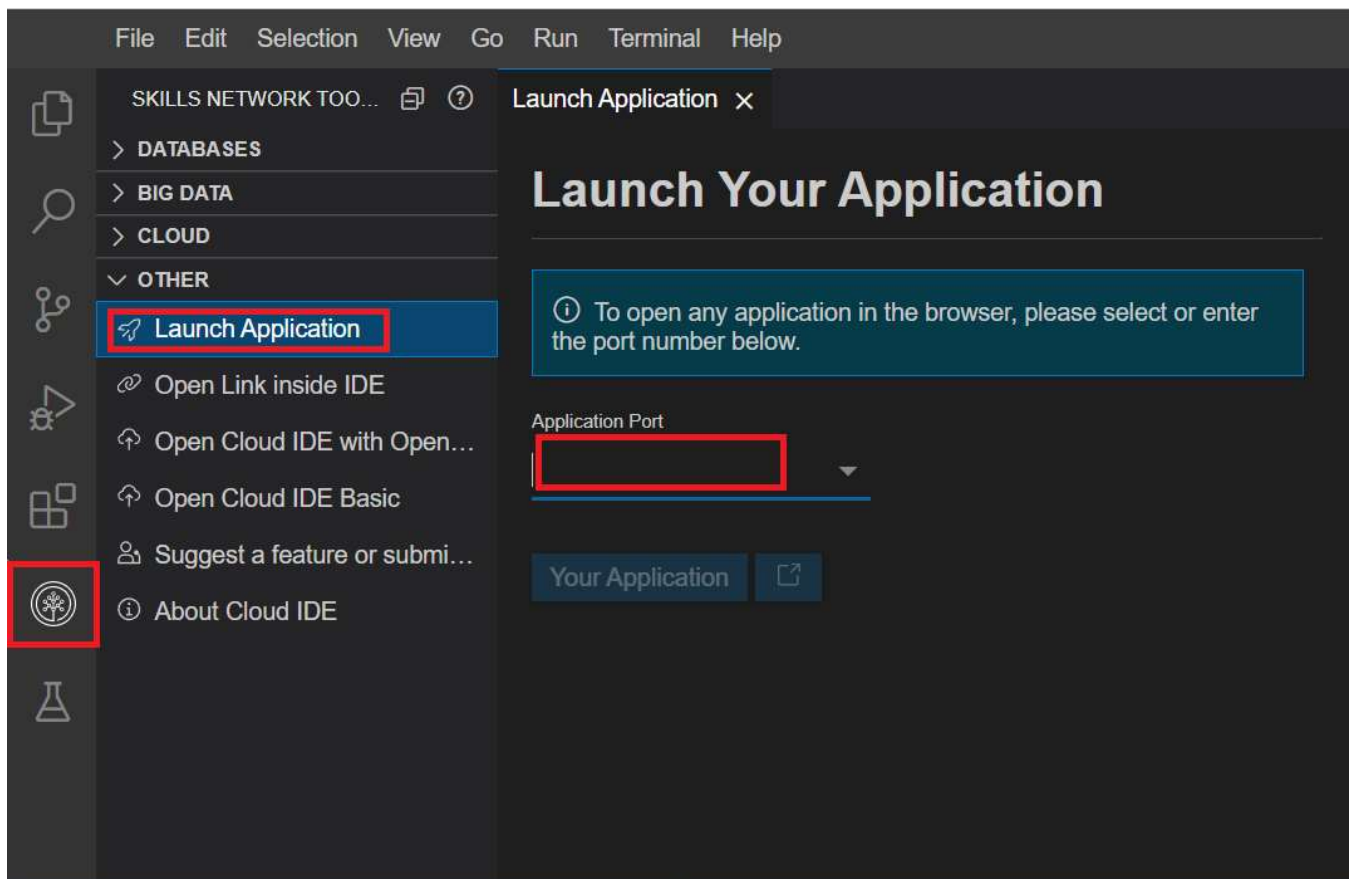 File Edit Selection View Go Run Terminal Help
SKILLS NETWORK TOO...
Launch Application
DATABASES
BIG DATA
CLOUD
OTHER
Launch Application
Open Link inside IDE
Open Cloud IDE with Open...
Open Cloud IDE Basic
Suggest a feature or submi...
About Cloud IDE
Launch Your Application
To open any application in the browser, please select or enter
the port number below.
Application Port
Your Application